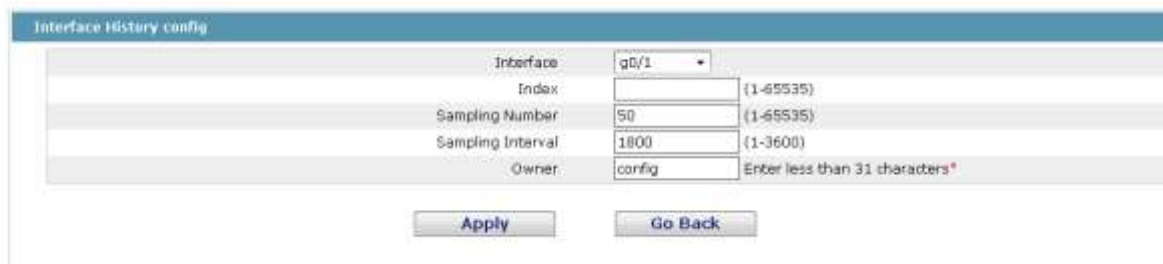 Interface History config
Interface g0/1
Index (1-65535)
Sampling Number 50 (1-65535)
Sampling Interval 1800 (1-3600)
Owner config Enter less than 31 characters*
Apply Go Back